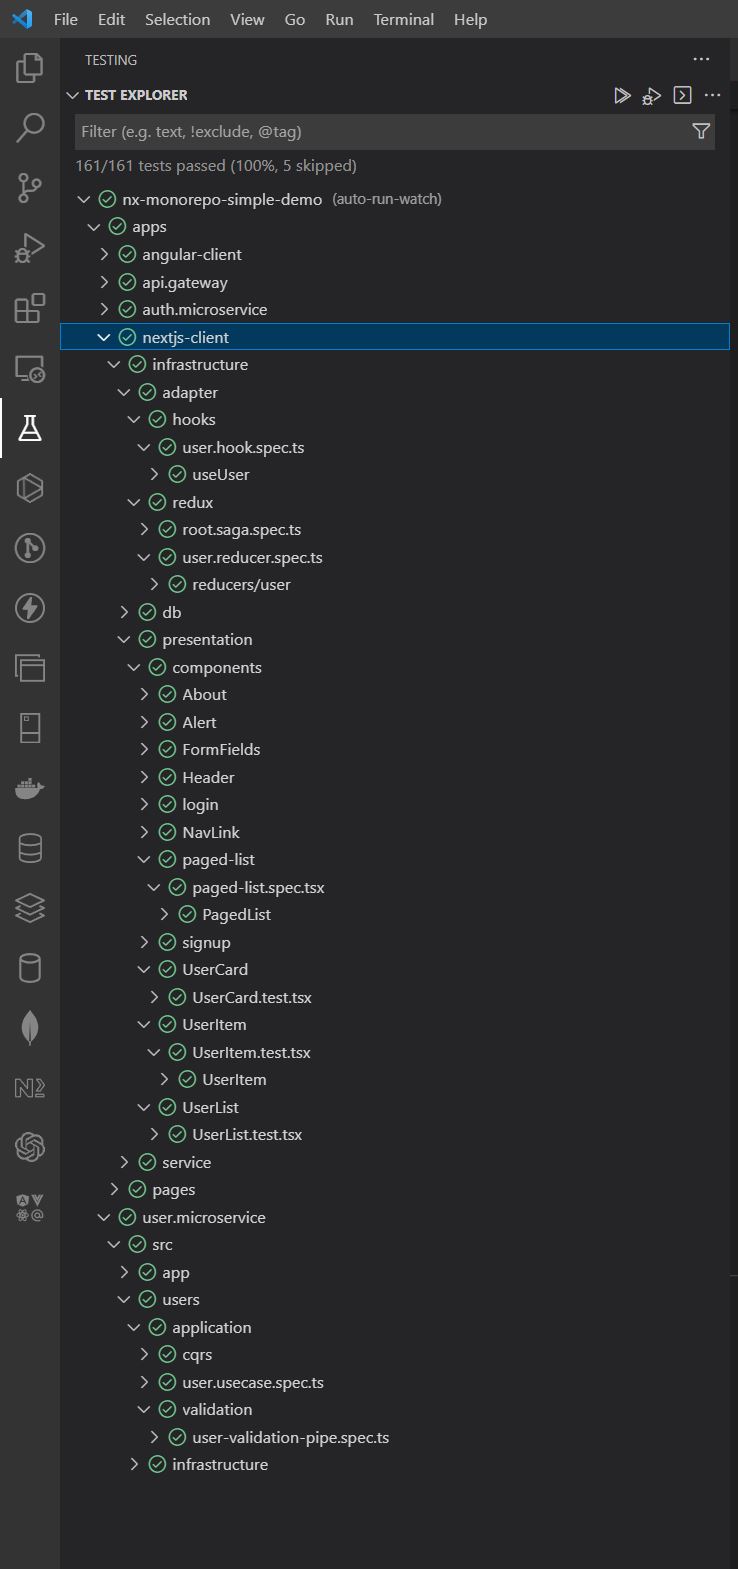 File Edit Selection View Go Run Terminal Help
TESTING
TEST EXPLORER
Filter (e.g. text, !exclude, @tag)
161/161 tests passed (100%, 5 skipped)
nx-monorepo-simple-demo (auto-run-watch)
apps
angular-client
api.gateway
auth.microservice
nextjs-client
infrastructure
adapter
hooks
user.hook.spec.ts
useUser
redux
root.saga.spec.ts
user.reducer.spec.ts
reducers/user
db
presentation
components
About
Alert
FormFields
Header
login
NavLink
paged-list
paged-list.spec.tsx
PagedList
signup
UserCard
UserCard.test.tsx
UserItem
UserItem.test.tsx
UserItem
UserList
UserList.test.tsx
service
pages
user.microservice
src
app
users
application
cqrs
user.usecase.spec.ts
validation
user-validation-pipe.spec.ts
infrastructure